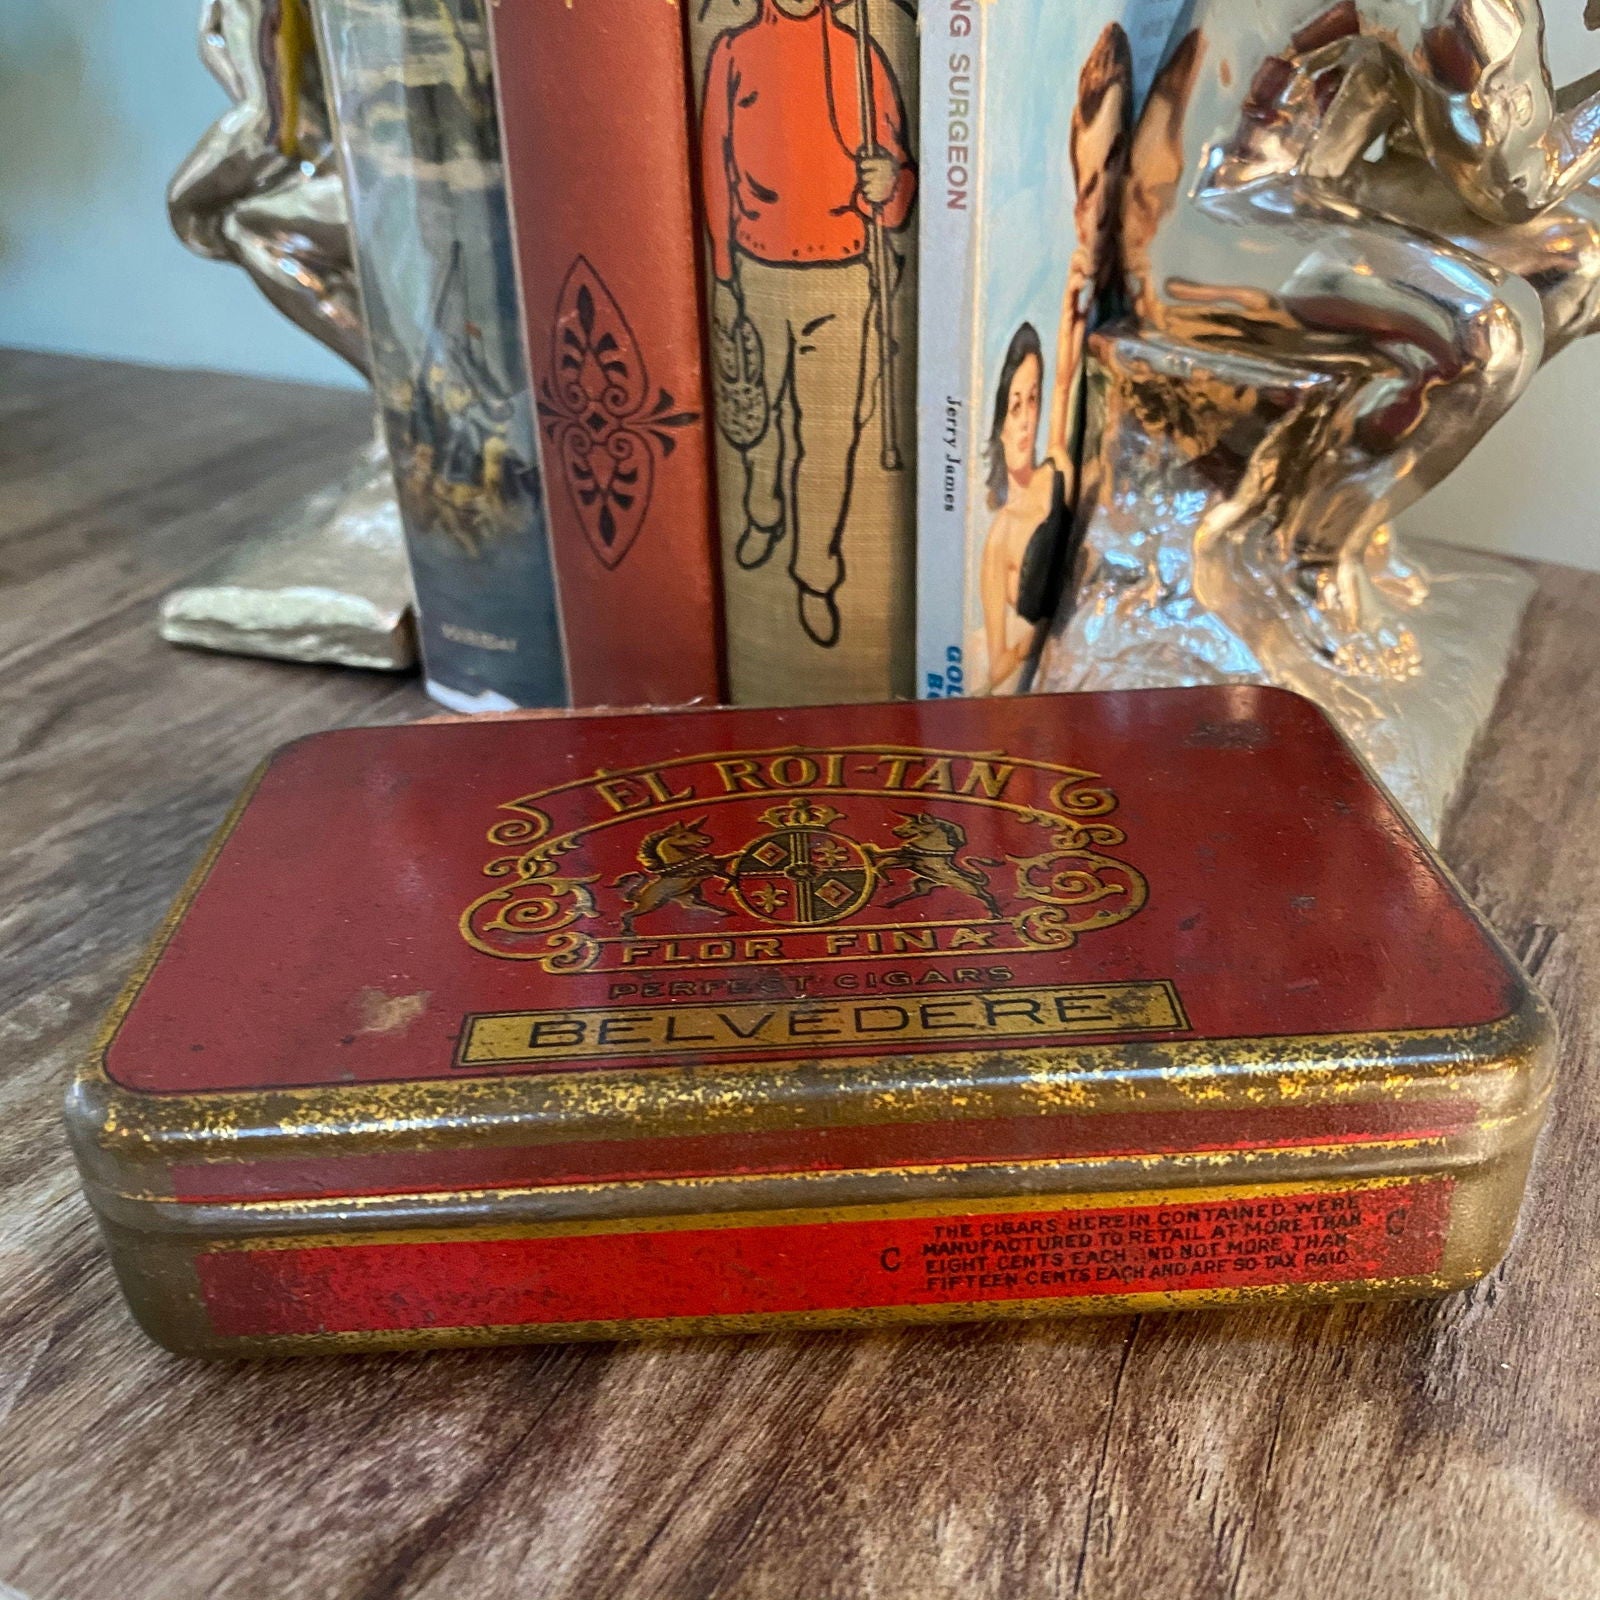 NG SURGEON
Jerry James
EL ROI-TAN
FLOR FINA
PERFECT CIGARS
BELVEDERE
C
THE CIGARS HEREIN CONTAINED WERE
MANUFACTURED TO RETAIL AT MORE THAN
EIGHT CENTS EACH AND NOT MORE THAN
FIFTEEN CENTS EACH AND ARE SO TAX PAID
C